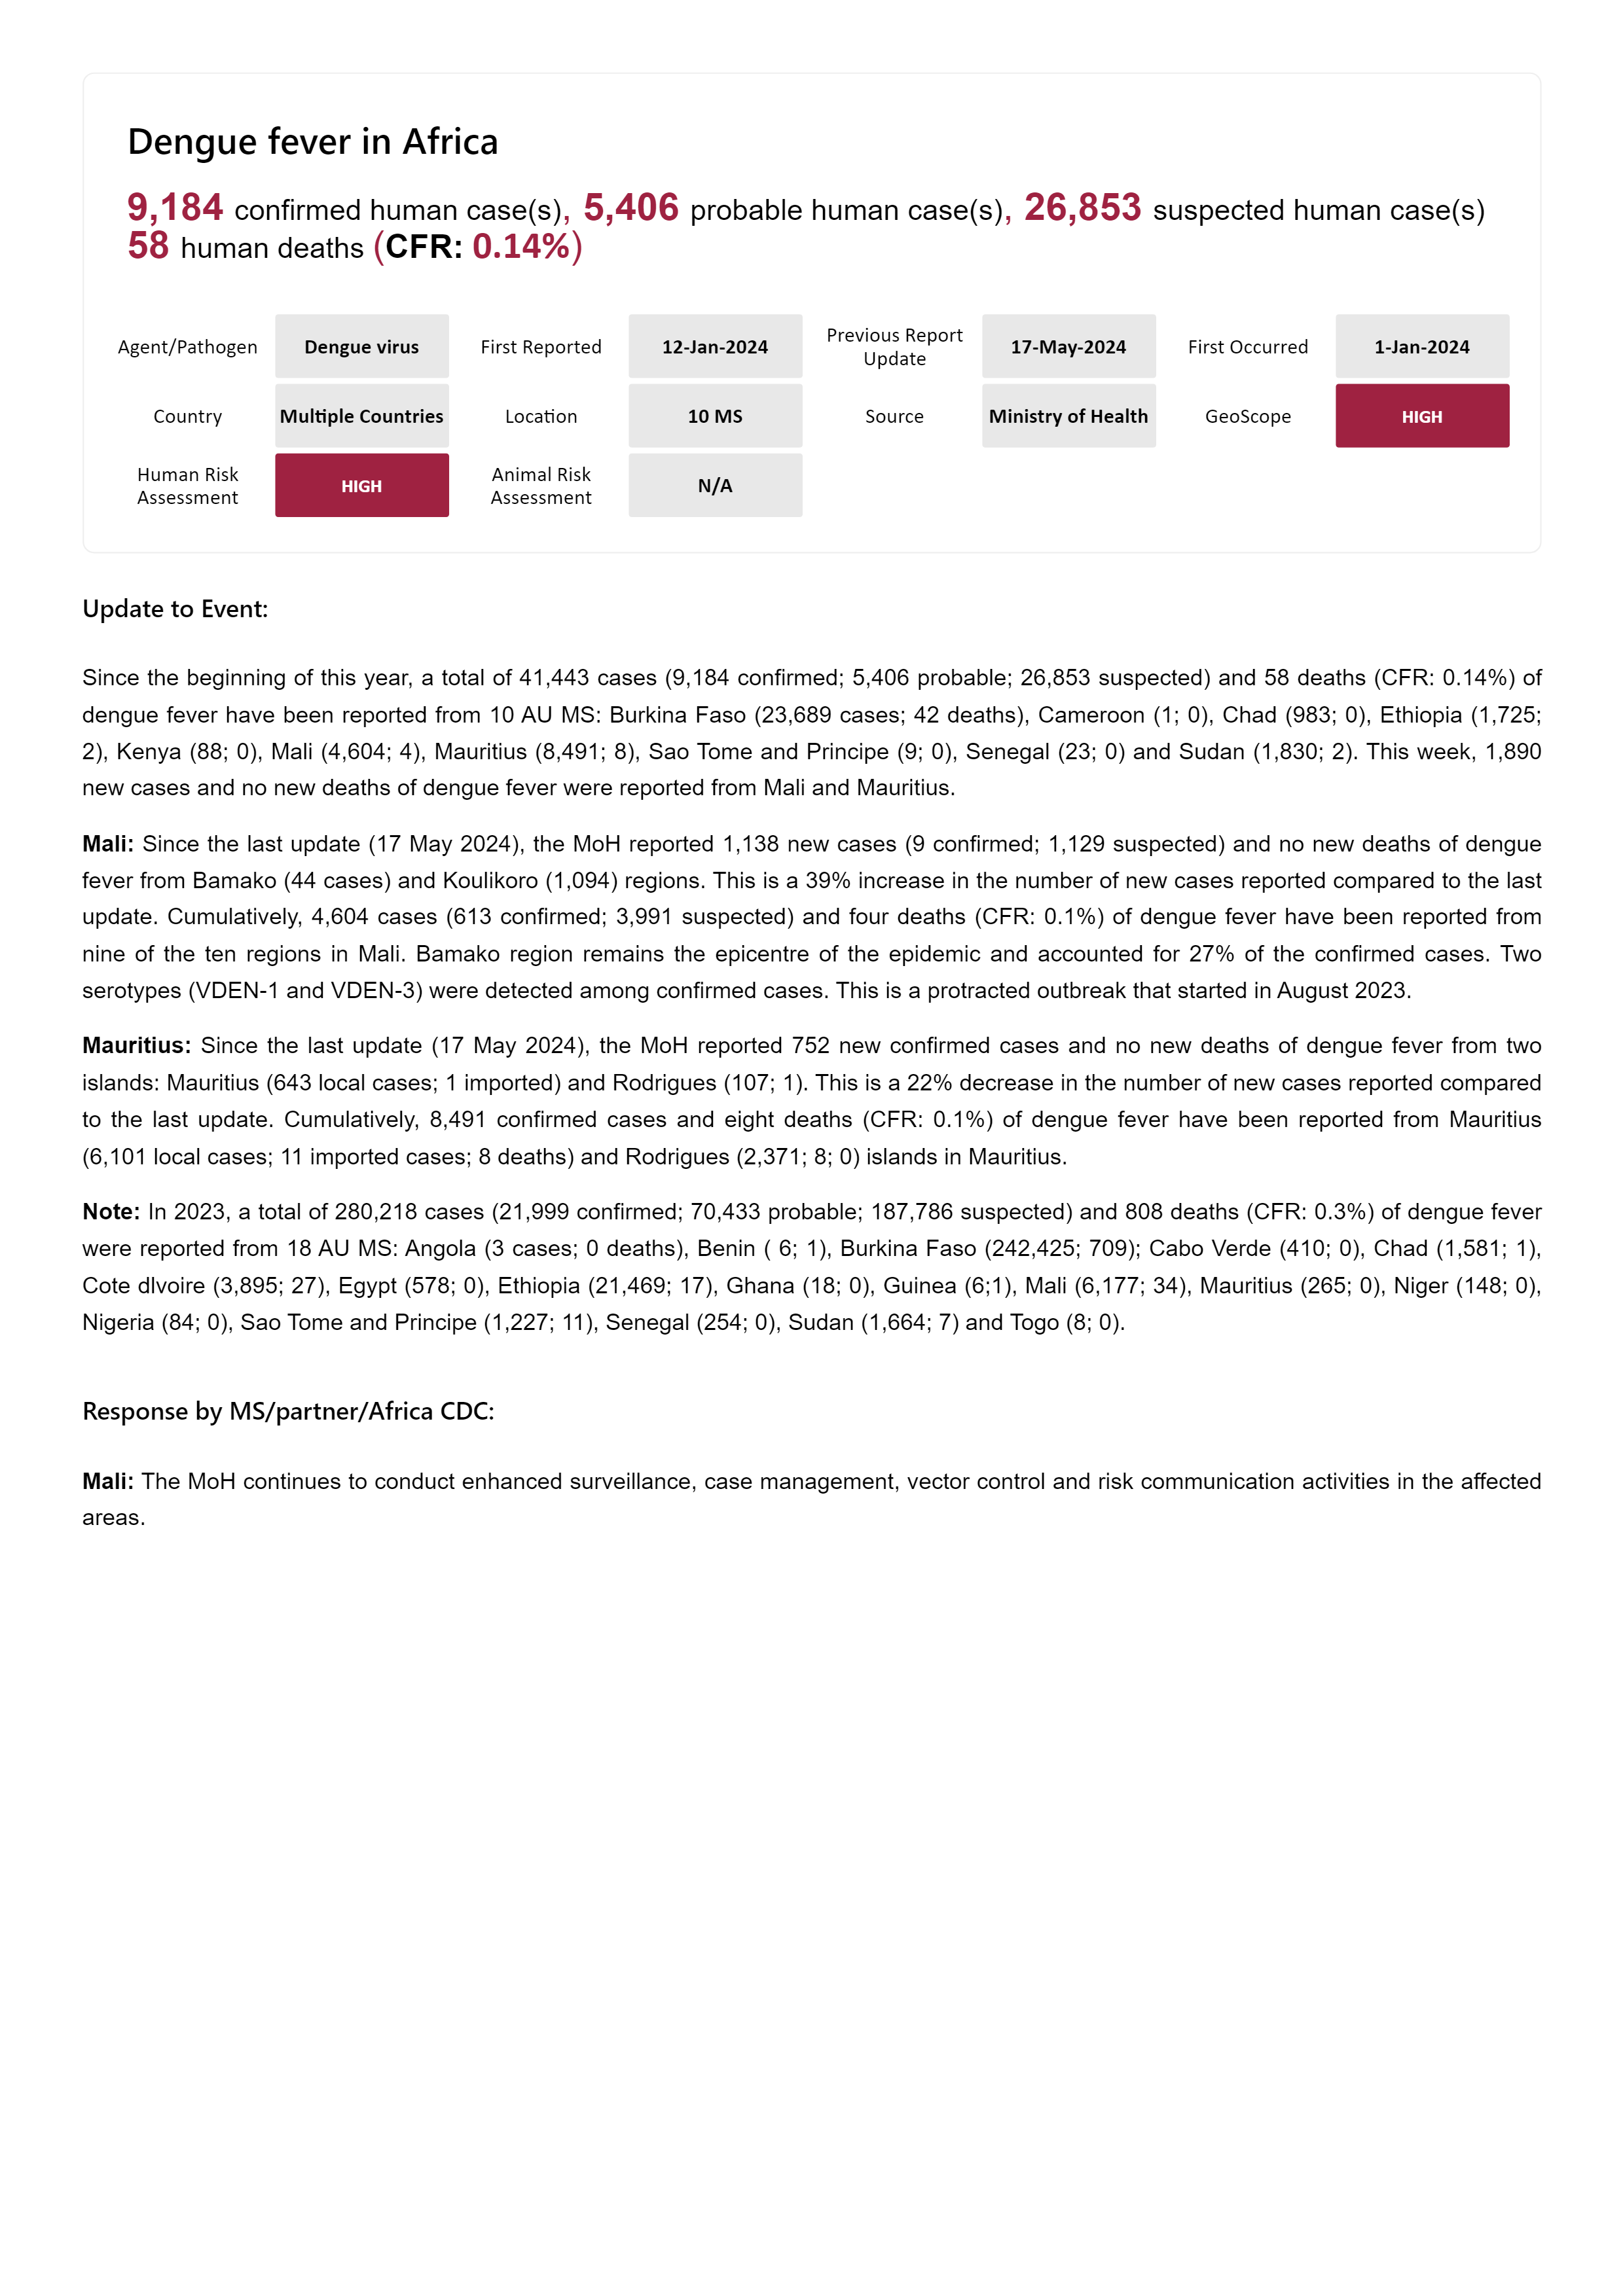 Dengue fever in Africa
9,184 confirmed human case(s), 5,406 probable human case(s), 26,853 suspected human case(s)
58 human deaths (CFR: 0.14%)
Agent/Pathogen Dengue virus First Reported 12-Jan-2024 Previous Report Update 17-May-2024 First Occurred 1-Jan-2024
Country Multiple Countries Location 10 MS Source Ministry of Health GeoScope HIGH
Human Risk Assessment HIGH Animal Risk Assessment N/A
Update to Event:
Since the beginning of this year, a total of 41,443 cases (9,184 confirmed; 5,406 probable; 26,853 suspected) and 58 deaths (CFR: 0.14%) of
dengue fever have been reported from 10 AU MS: Burkina Faso (23,689 cases; 42 deaths), Cameroon (1; 0), Chad (983; 0), Ethiopia (1,725;
2), Kenya (88; 0), Mali (4,604; 4), Mauritius (8,491; 8), Sao Tome and Principe (9; 0), Senegal (23; 0) and Sudan (1,830; 2). This week, 1,890
new cases and no new deaths of dengue fever were reported from Mali and Mauritius.
Mali: Since the last update (17 May 2024), the MoH reported 1,138 new cases (9 confirmed; 1,129 suspected) and no new deaths of dengue
fever from Bamako (44 cases) and Koulikoro (1,094) regions. This is a 39% increase in the number of new cases reported compared to the last
update. Cumulatively, 4,604 cases (613 confirmed; 3,991 suspected) and four deaths (CFR: 0.1%) of dengue fever have been reported from
nine of the ten regions in Mali. Bamako region remains the epicentre of the epidemic and accounted for 27% of the confirmed cases. Two
serotypes (VDEN-1 and VDEN-3) were detected among confirmed cases. This is a protracted outbreak that started in August 2023.
Mauritius: Since the last update (17 May 2024), the MoH reported 752 new confirmed cases and no new deaths of dengue fever from two
islands: Mauritius (643 local cases; 1 imported) and Rodrigues (107; 1). This is a 22% decrease in the number of new cases reported compared
to the last update. Cumulatively, 8,491 confirmed cases and eight deaths (CFR: 0.1%) of dengue fever have been reported from Mauritius
(6,101 local cases; 11 imported cases; 8 deaths) and Rodrigues (2,371; 8; 0) islands in Mauritius.
Note: In 2023, a total of 280,218 cases (21,999 confirmed; 70,433 probable; 187,786 suspected) and 808 deaths (CFR: 0.3%) of dengue fever
were reported from 18 AU MS: Angola (3 cases; 0 deaths), Benin ( 6; 1), Burkina Faso (242,425; 709); Cabo Verde (410; 0), Chad (1,581; 1),
Cote dIvoire (3,895; 27), Egypt (578; 0), Ethiopia (21,469; 17), Ghana (18; 0), Guinea (6;1), Mali (6,177; 34), Mauritius (265; 0), Niger (148; 0),
Nigeria (84; 0), Sao Tome and Principe (1,227; 11), Senegal (254; 0), Sudan (1,664; 7) and Togo (8; 0).
Response by MS/partner/Africa CDC:
Mali: The MoH continues to conduct enhanced surveillance, case management, vector control and risk communication activities in the affected
areas.